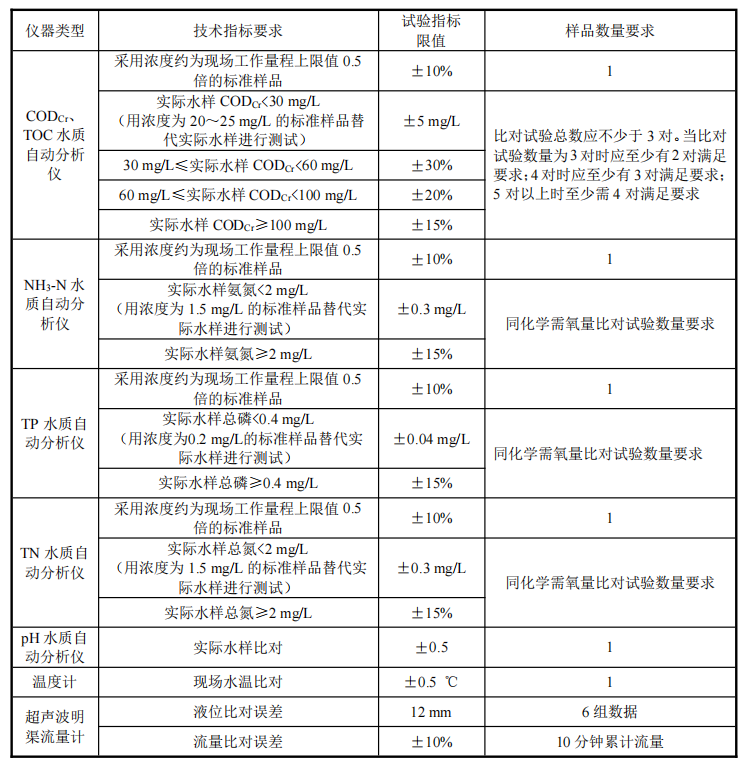 仪器类型
技术指标要求
试验指标
限值
样品数量要求
CODCr、
TOC 水质
自动分析
仪
采用浓度约为现场工作量程上限值 0.5
倍的标准样品
±10%
1
实际水样 CODCr<30 mg/L
（用浓度为 20～25 mg/L 的标准样品替
代实际水样进行测试）
±5 mg/L
比对试验总数应不少于 3 对。当比对
试验数量为 3 对时应至少有 2 对满足
要求；4 对时应至少有 3 对满足要求；
5 对以上时至少需 4 对满足要求
30 mg/L≤实际水样 CODCr<60 mg/L
±30%
60 mg/L≤实际水样 CODCr<100 mg/L
±20%
实际水样 CODCr≥100 mg/L
±15%
NH3-N 水
质自动分
析仪
采用浓度约为现场工作量程上限值 0.5
倍的标准样品
±10%
1
实际水样氨氮<2 mg/L
（用浓度为 1.5 mg/L 的标准样品替代实
际水样进行测试）
±0.3 mg/L
同化学需氧量比对试验数量要求
实际水样氨氮≥2 mg/L
±15%
TP 水质自
动分析仪
采用浓度约为现场工作量程上限值 0.5
倍的标准样品
±10%
1
实际水样总磷<0.4 mg/L
（用浓度为0.2 mg/L的标准样品替代实
际水样进行测试）
±0.04 mg/L
同化学需氧量比对试验数量要求
实际水样总磷≥0.4 mg/L
±15%
TN 水质自
动分析仪
采用浓度约为现场工作量程上限值 0.5
倍的标准样品
±10%
1
实际水样总氮<2 mg/L
（用浓度为 1.5 mg/L 的标准样品替代实
际水样进行测试）
±0.3 mg/L
同化学需氧量比对试验数量要求
实际水样总氮≥2 mg/L
±15%
pH 水质自
动分析仪
实际水样比对
±0.5
1
温度计
现场水温比对
±0.5 ℃
1
超声波明
渠流量计
液位比对误差
12 mm
6 组数据
流量比对误差
±10%
10 分钟累计流量